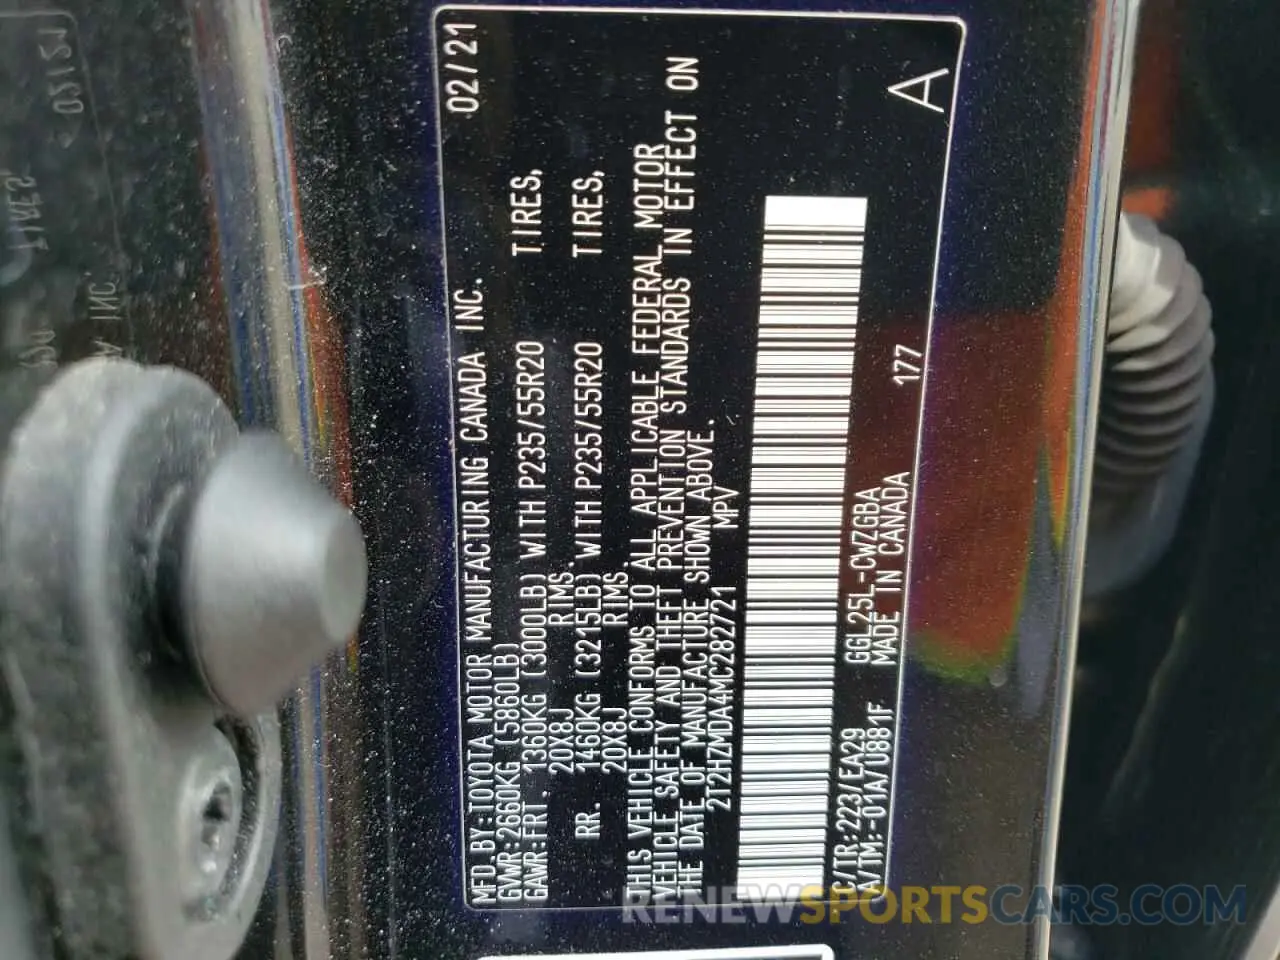 MFD.BY:TOYOTA MOTOR MANUFACTURING CANADA INC. 02/21
GVWR:2660KG (5860LB)
GAWR:FRT. 1360KG (3000LB) WITH P235/55R20 TIRES,
20X8J RIMS.
RR. 1460KG (3215LB) WITH P235/55R20 TIRES,
20X8J RIMS.
THIS VEHICLE CONFORMS TO ALL APPLICABLE FEDERAL MOTOR
VEHICLE SAFETY AND THEFT PREVENTION STANDARDS IN EFFECT ON
THE DATE OF MANUFACTURE SHOWN ABOVE.
2T2HZMDA4MC282721 MPV
C/TR:223/EA29 GGL25L-CWZGBA 177
A/TM:-01A/U881F MADE IN CANADA
A
RENEWSPORTSCARS.COM